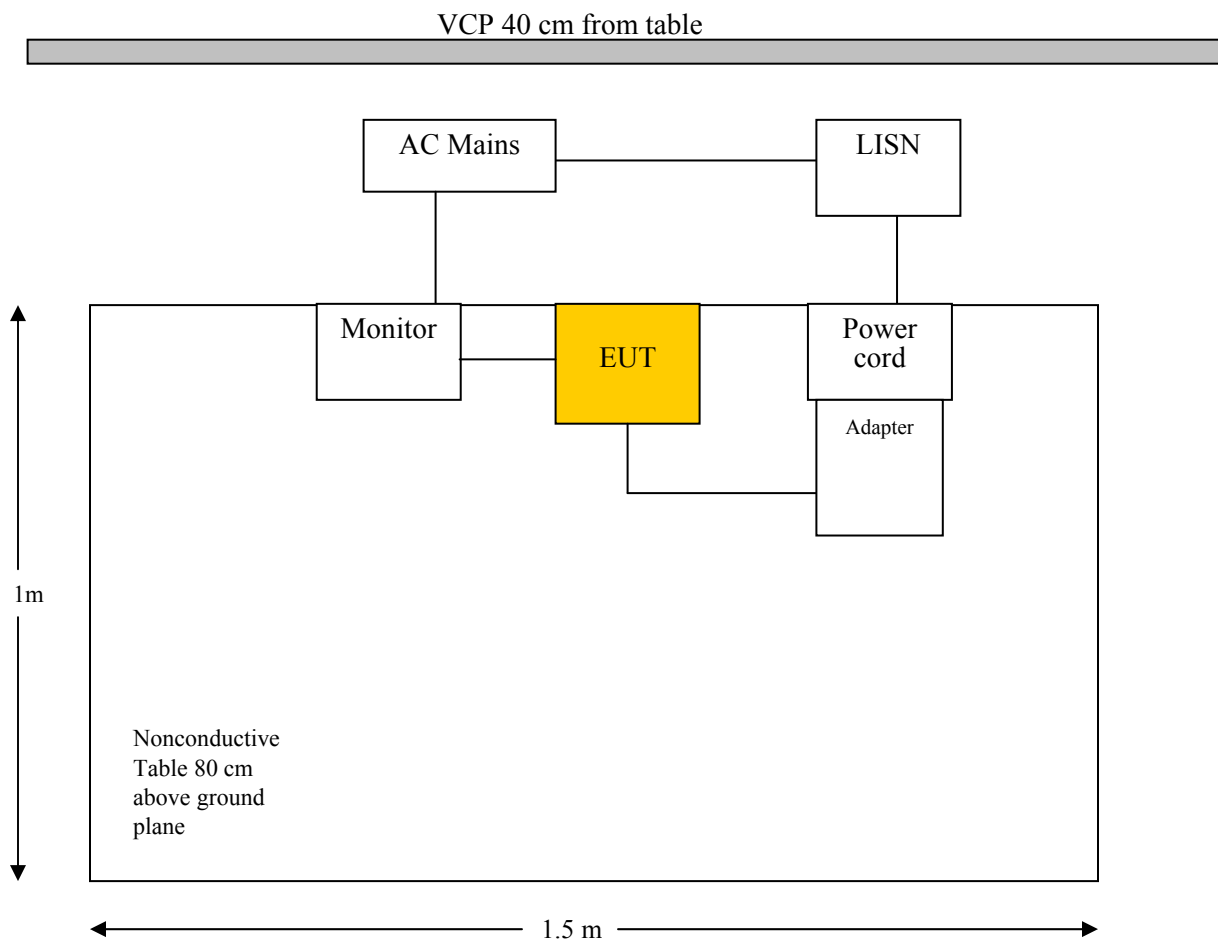 VCP 40 cm from table
AC Mains
LISN
Monitor
EUT
Power
cord
Adapter
1m
Nonconductive
Table 80 cm
above ground
plane
1.5 m